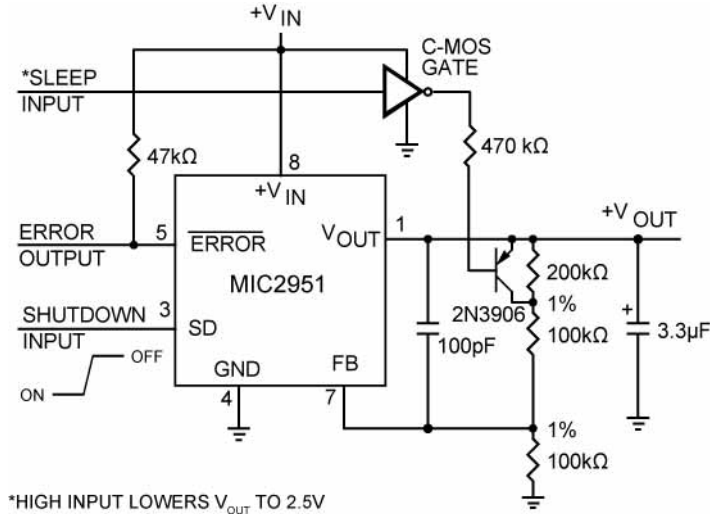 +V IN
C-MOS
GATE
*SLEEP
INPUT
470 kΩ
47kΩ
8
+V IN
ERROR
OUTPUT
5
ERROR
V OUT
1
+V OUT
MIC2951
200kΩ
SHUTDOWN
INPUT
3
SD
2N3906
1%
100kΩ
100pF
+
3.3µF
OFF
ON
GND
4
FB
7
1%
100kΩ
*HIGH INPUT LOWERS V OUT TO 2.5V